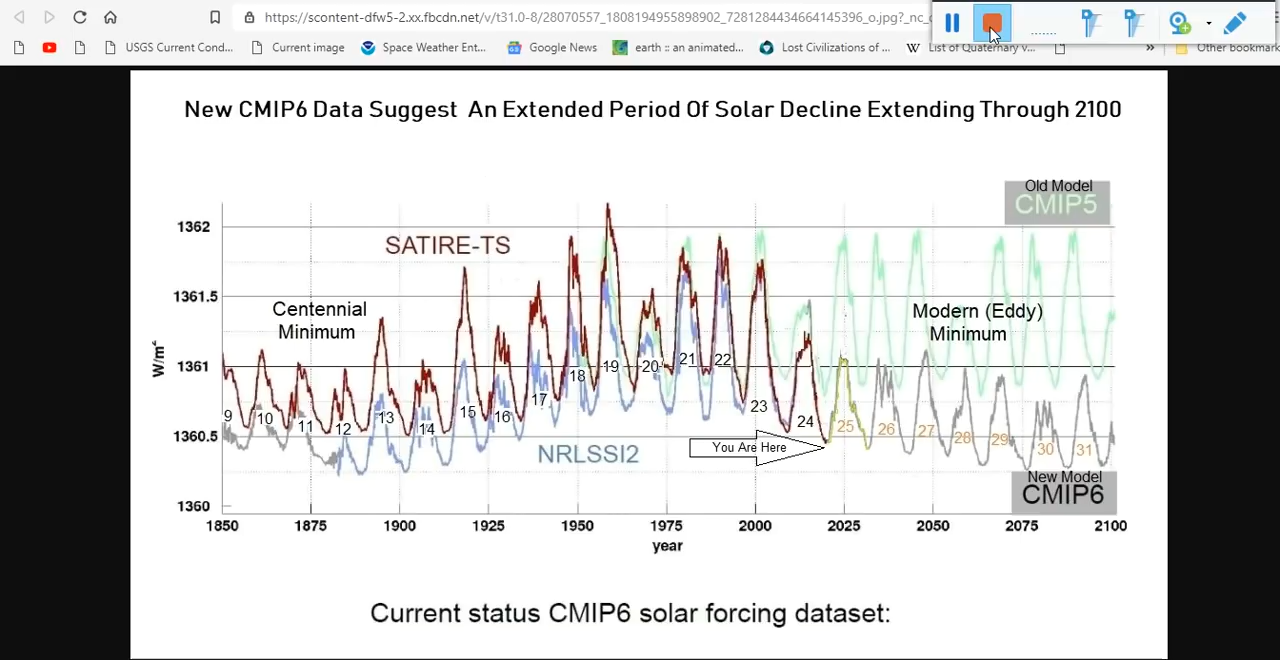 https://scontent-dfw5-2.xx.fbcdn.net/v/t31.0-8/28070557_1808194955898902_7281284434664145396_o.jpg?_nc_c
USGS Current Cond... Current image Space Weather Ent... Google News earth :: an animated... Lost Civilizations of ... List of Quaternary v... » Other bookmark
New CMIP6 Data Suggest An Extended Period Of Solar Decline Extending Through 2100
Old Model
CMIP5
1362
SATIRE-TS
1361.5
Centennial
Minimum
Modern (Eddy)
Minimum
W/m²
1361
1360.5
1360
9 10 11 12 13 14 15 16 17 18 19 20 21 22 23 24 25 26 27 28 29 30 31
You Are Here
NRLSSI2
New Model
CMIP6
1850 1875 1900 1925 1950 1975 2000 2025 2050 2075 2100
year
Current status CMIP6 solar forcing dataset: